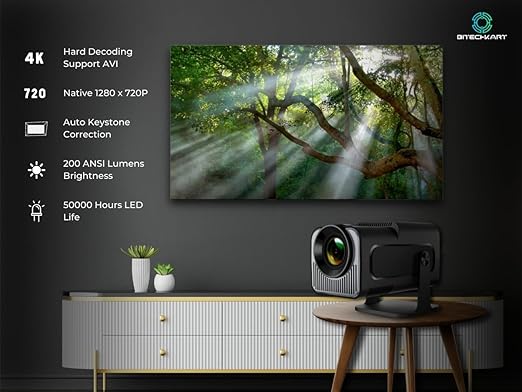 BITECHKART
4K
Hard Decoding
Support AVI
720
Native 1280 x 720P
Auto Keystone
Correction
200 ANSI Lumens
Brightness
50000 Hours LED
Life